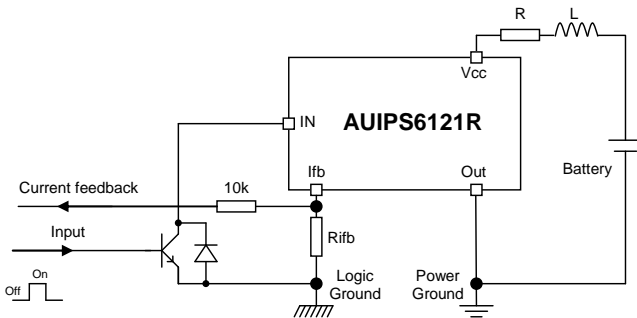 R
L
Vcc
IN
AUIPS6121R
Ifb
Out
Battery
Current feedback
10k
Input
Rifb
On
Off
Logic
Ground
Power
Ground